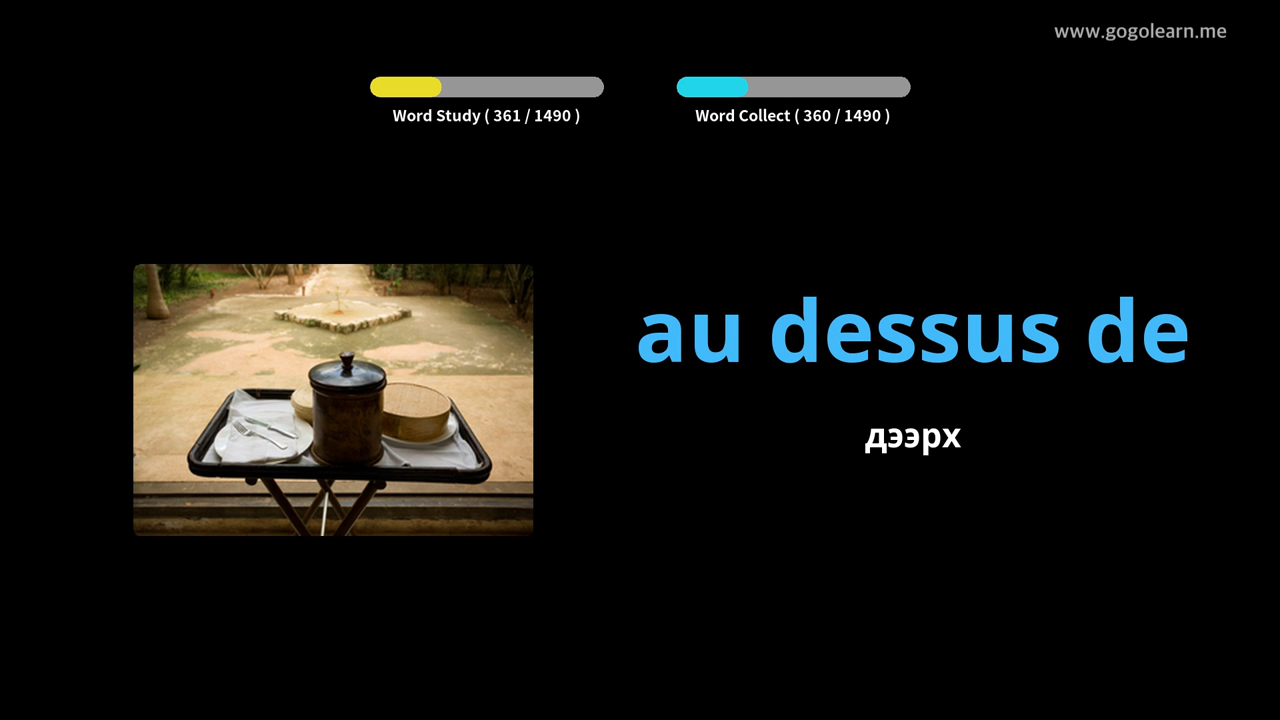 www.gogolearn.me
Word Study ( 361 / 1490 )
Word Collect ( 360 / 1490 )
au dessus de
дээрх